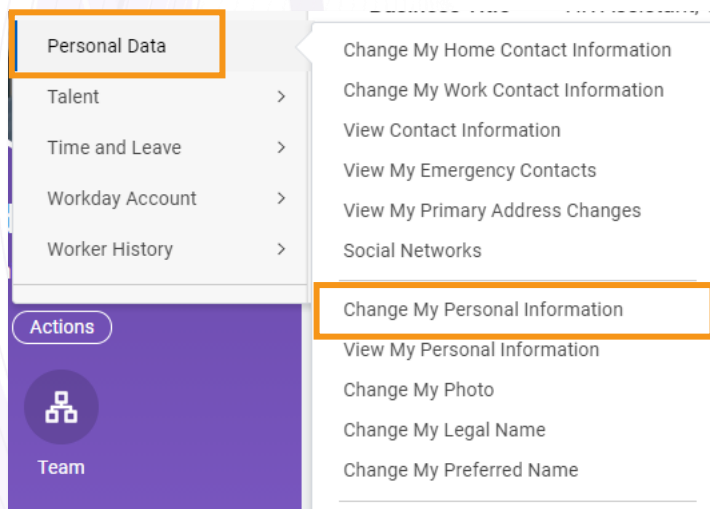 Personal Data
Talent
Time and Leave
Workday Account
Worker History
Actions
Team
Change My Home Contact Information
Change My Work Contact Information
View Contact Information
View My Emergency Contacts
View My Primary Address Changes
Social Networks
Change My Personal Information
View My Personal Information
Change My Photo
Change My Legal Name
Change My Preferred Name